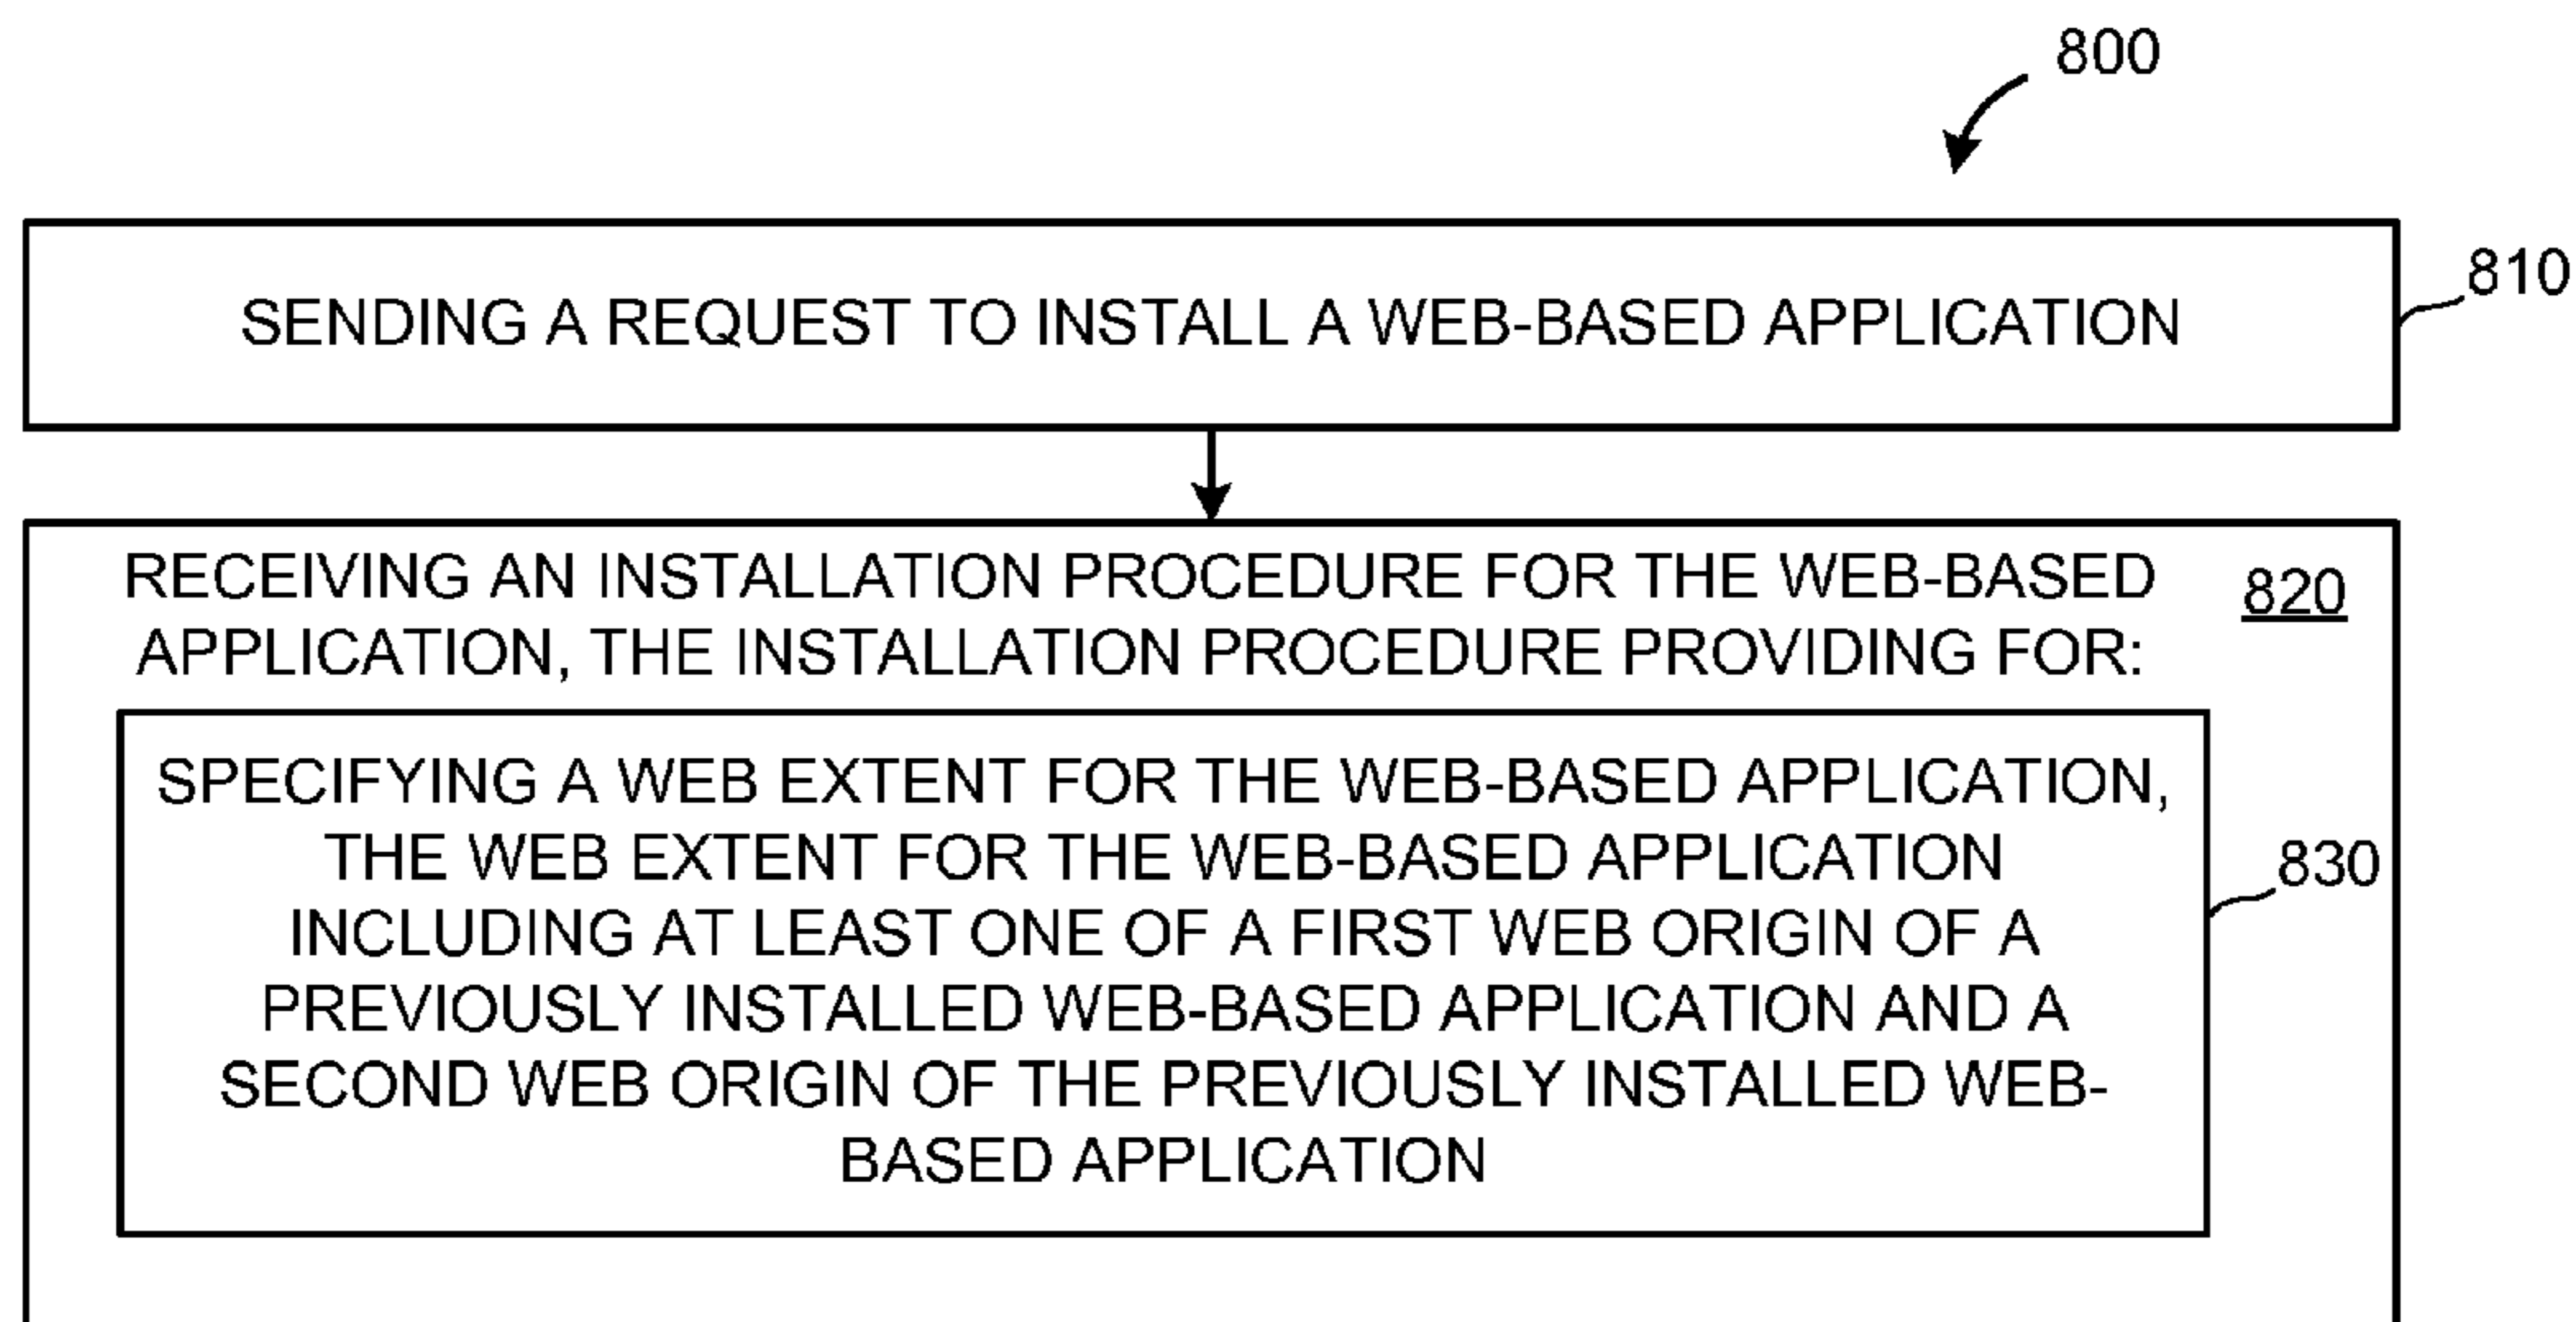 800
SENDING A REQUEST TO INSTALL A WEB-BASED APPLICATION
810
RECEIVING AN INSTALLATION PROCEDURE FOR THE WEB-BASED
APPLICATION, THE INSTALLATION PROCEDURE PROVIDING FOR:
820
SPECIFYING A WEB EXTENT FOR THE WEB-BASED APPLICATION,
THE WEB EXTENT FOR THE WEB-BASED APPLICATION
INCLUDING AT LEAST ONE OF A FIRST WEB ORIGIN OF A
PREVIOUSLY INSTALLED WEB-BASED APPLICATION AND A
SECOND WEB ORIGIN OF THE PREVIOUSLY INSTALLED WEB-
BASED APPLICATION
830